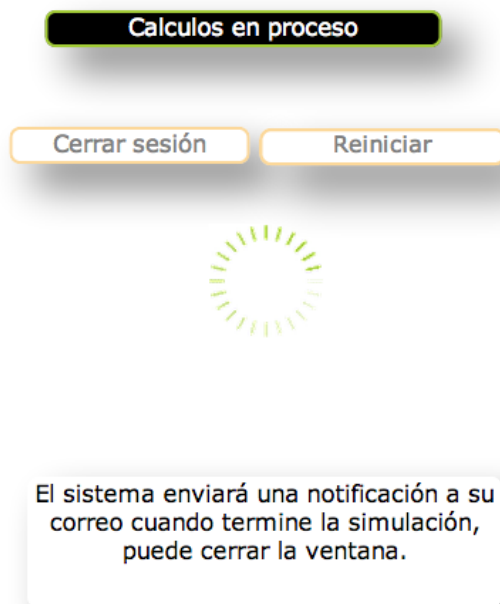 Calculos en proceso
Cerrar sesión Reiniciar
El sistema enviará una notificación a su
correo cuando termine la simulación,
puede cerrar la ventana.